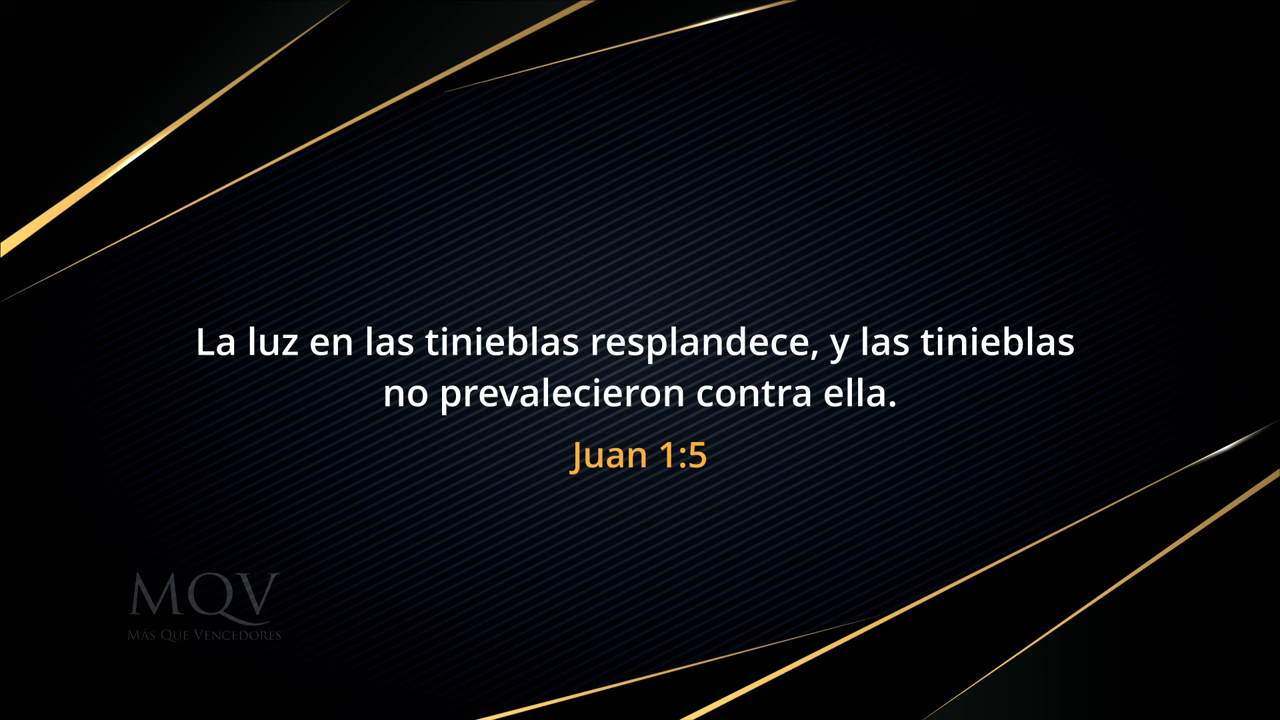 La luz en las tinieblas resplandece, y las tinieblas
no prevalecieron contra ella.
Juan 1:5
MQV
Más Que Vencedores